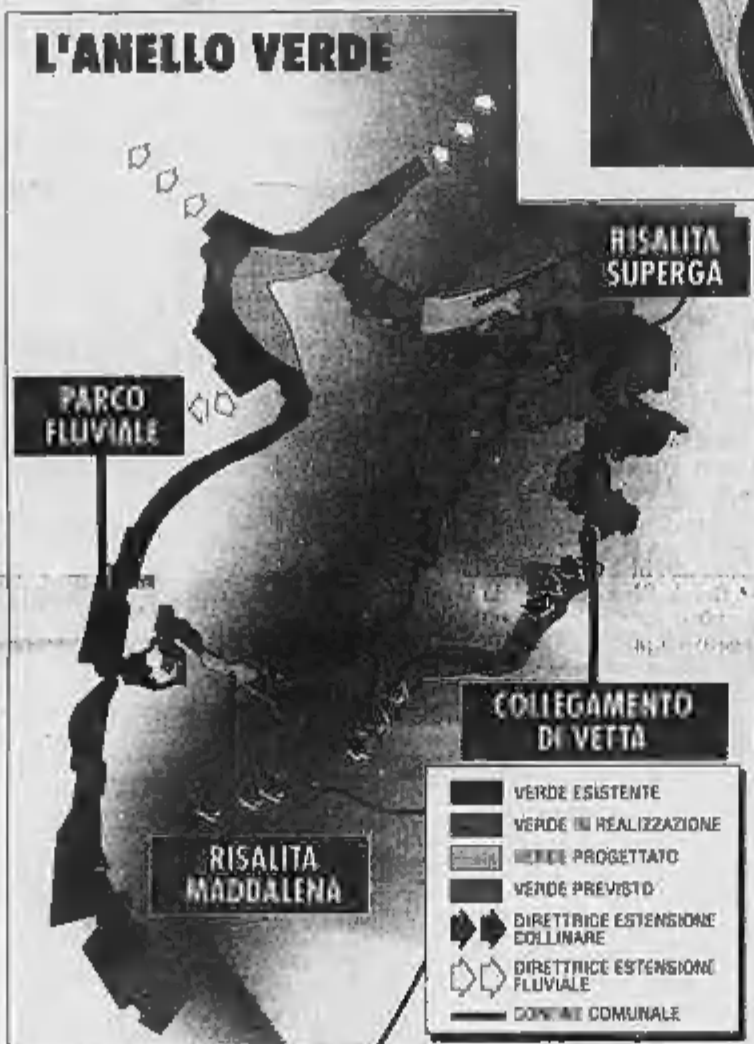 L'ANELLO VERDE
RISALITA
SUPERGA
PARCO
FLUVIALE
COLLEGAMENTO
DI VETTA
RISALITA
MADDALENA
VERDE ESISTENTE
VERDE IN REALIZZAZIONE
VERDE PROGETTATO
VERDE PREVISTO
DIRETTRICE ESTENSIONE
COLLINARE
DIRETTRICE ESTENSIONE
FLUVIALE
CONFINE COMUNALE